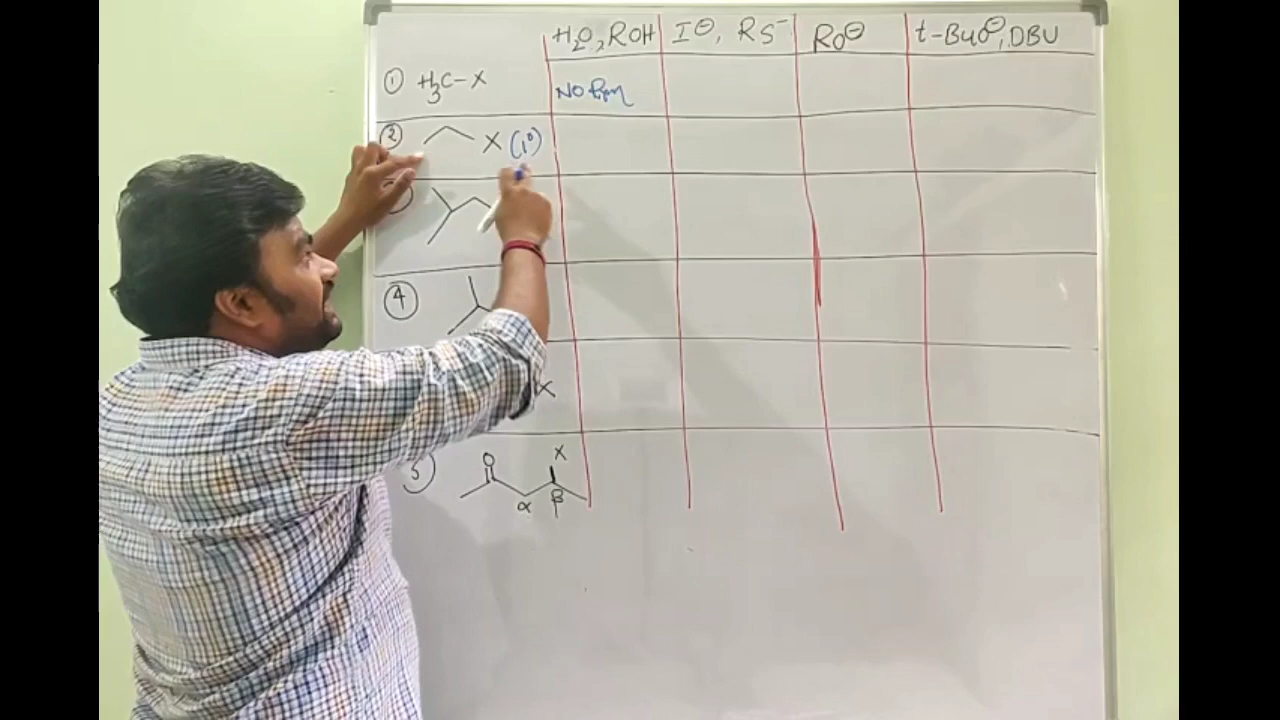 H₂O, ROH I⊖, RS⁻ RO⊖ t-BuO⊖, DBU
① H₃C-X NO Rxn
② X (1°)
④
X
5 O X
α β